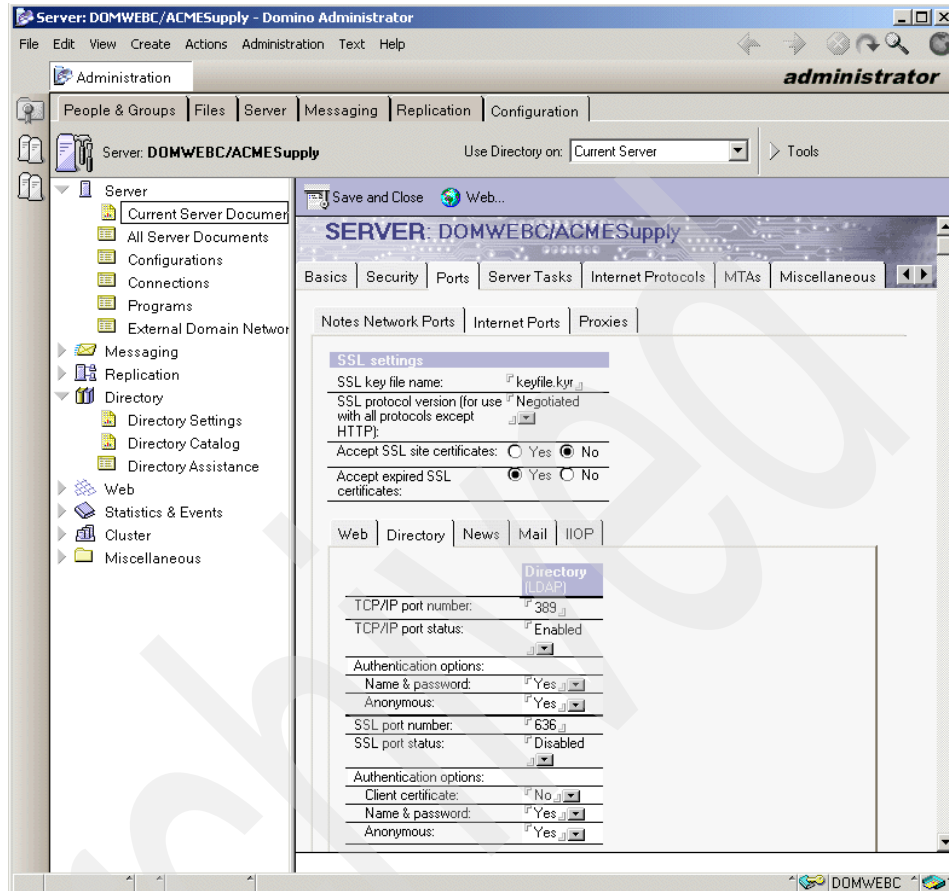 Server: DOMWEBC/ACMESupply - Domino Administrator
File Edit View Create Actions Administration Text Help
Administration
administrator
People & Groups Files Server Messaging Replication Configuration
Server: DOMWEBC/ACMESupply Use Directory on: Current Server Tools
Server
Current Server Documen
All Server Documents
Configurations
Connections
Programs
External Domain Networ
Messaging
Replication
Directory
Directory Settings
Directory Catalog
Directory Assistance
Web
Statistics & Events
Cluster
Miscellaneous
Save and Close Web...
SERVER: DOMWEBC/ACMESupply
Basics Security Ports Server Tasks Internet Protocols MTAs Miscellaneous
Notes Network Ports Internet Ports Proxies
SSL settings
SSL key file name: keyfile.kyr
SSL protocol version (for use Negotiated
with all protocols except
HTTP):
Accept SSL site certificates: Yes No
Accept expired SSL Yes No
certificates:
Web Directory News Mail IIOP
Directory
(LDAP)
TCP/IP port number: 389
TCP/IP port status: Enabled
Authentication options:
Name & password: Yes
Anonymous: Yes
SSL port number: 636
SSL port status: Disabled
Authentication options:
Client certificate: No
Name & password: Yes
Anonymous: Yes
DOMWEBC